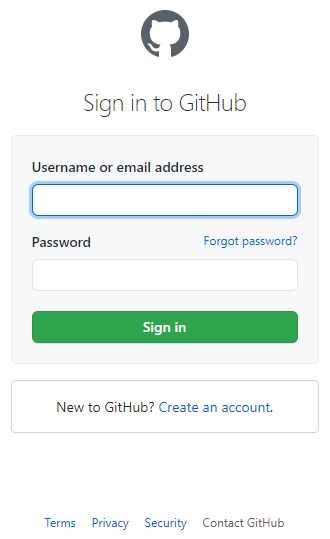 Sign in to GitHub
Username or email address
Password Forgot password?
Sign in
New to GitHub? Create an account.
Terms Privacy Security Contact GitHub